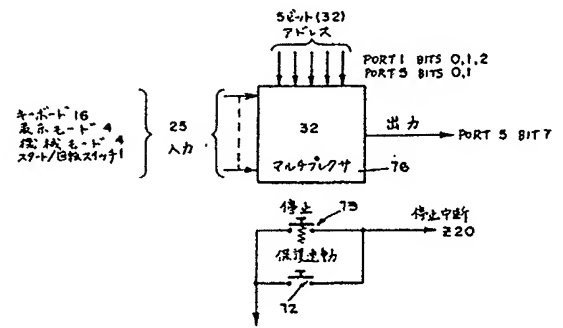 5ビット(32)
アドレス
PORT 1 BITS 0,1,2
PORT 5 BITS 0,1
キーボード 16
表示モード 4
機械モード 4
スタート/回転スイッチ1
25
入力
32
マルチプレクサ
76
出力
PORT 5 BIT 7
停止
73
保護連動
72
停止中断
Z20